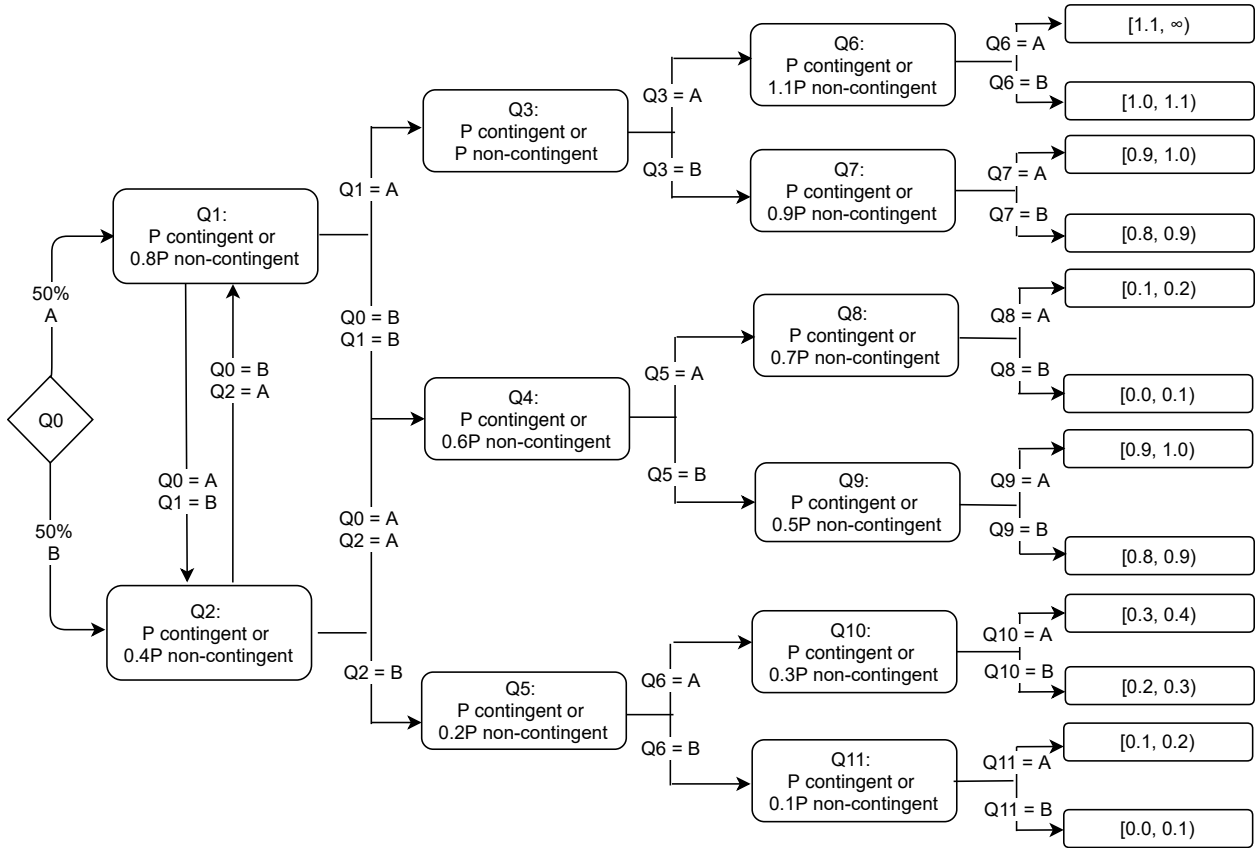 Q0
50%
A
50%
B
Q1:
P contingent or
0.8P non-contingent
Q0 = A
Q1 = B
Q0 = B
Q2 = A
Q2:
P contingent or
0.4P non-contingent
Q1 = A
Q0 = B
Q1 = B
Q0 = A
Q2 = A
Q2 = B
Q3:
P contingent or
P non-contingent
Q4:
P contingent or
0.6P non-contingent
Q5:
P contingent or
0.2P non-contingent
Q3 = A
Q3 = B
Q5 = A
Q5 = B
Q6 = A
Q6 = B
Q6:
P contingent or
1.1P non-contingent
Q7:
P contingent or
0.9P non-contingent
Q8:
P contingent or
0.7P non-contingent
Q9:
P contingent or
0.5P non-contingent
Q10:
P contingent or
0.3P non-contingent
Q11:
P contingent or
0.1P non-contingent
Q6 = A
Q6 = B
Q7 = A
Q7 = B
Q8 = A
Q8 = B
Q9 = A
Q9 = B
Q10 = A
Q10 = B
Q11 = A
Q11 = B
[1.1, ∞)
[1.0, 1.1)
[0.9, 1.0)
[0.8, 0.9)
[0.1, 0.2)
[0.0, 0.1)
[0.9, 1.0)
[0.8, 0.9)
[0.3, 0.4)
[0.2, 0.3)
[0.1, 0.2)
[0.0, 0.1)